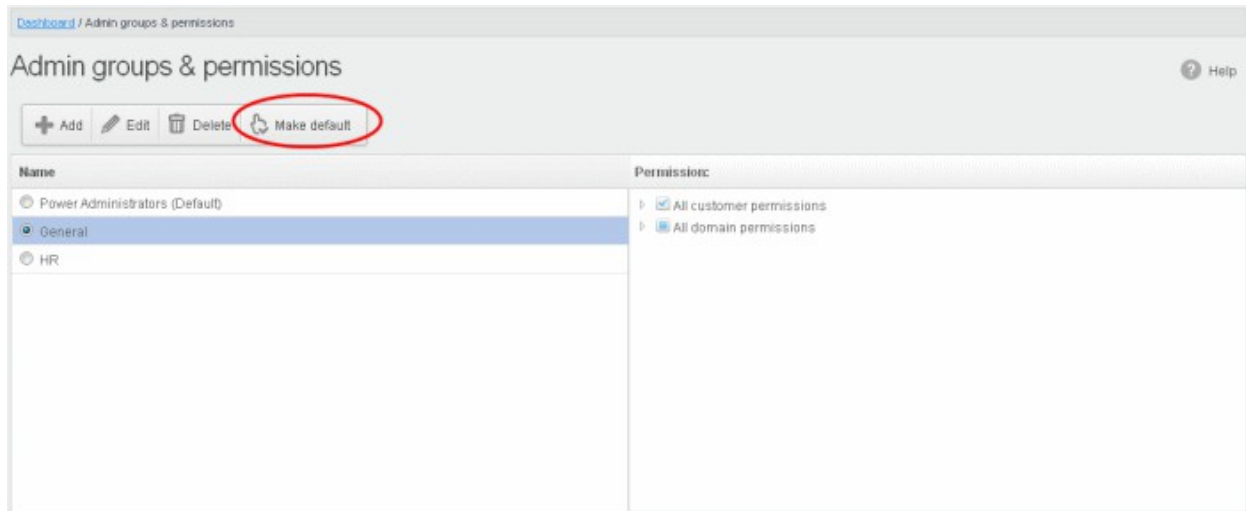 Dashboard / Admin groups & permissions
Admin groups & permissions
Help
Add Edit Delete Make default
Name Permission:
Power Administrators (Default) All customer permissions
General All domain permissions
HR